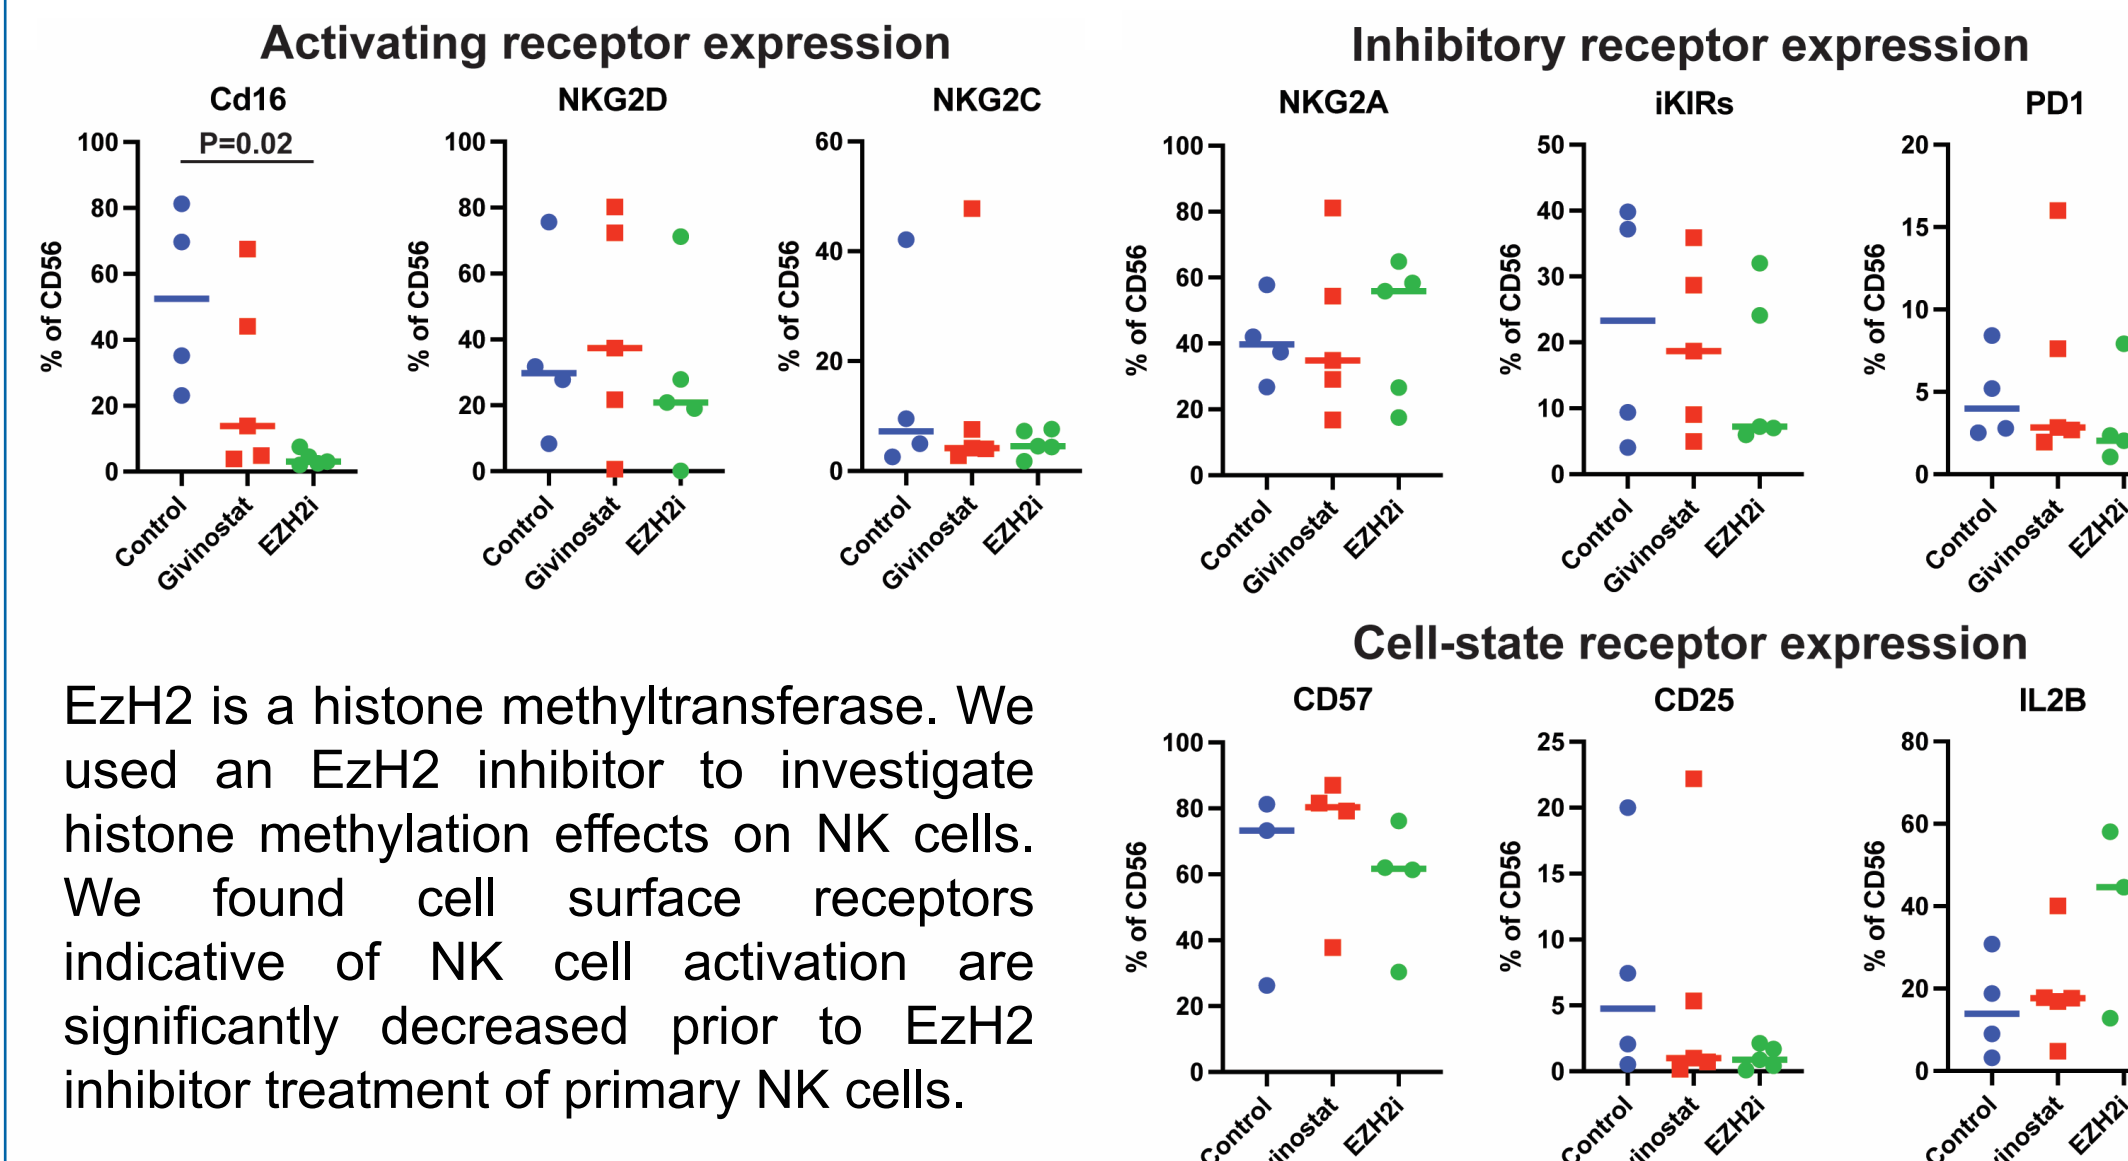 Activating receptor expression
Cd16
NKG2D
NKG2C
P=0.02
100
80
60
40
20
0
% of CD56
Control
Givinostat
EZH2i
100
80
60
40
20
0
% of CD56
Control
Givinostat
EZH2i
60
40
20
0
% of CD56
Control
Givinostat
EZH2i
Inhibitory receptor expression
NKG2A
iKIRs
PD1
100
80
60
40
20
0
% of CD56
Control
Givinostat
EZH2i
50
40
30
20
10
0
% of CD56
Control
Givinostat
EZH2i
20
15
10
5
0
% of CD56
Control
Givinostat
EZH2i
EzH2 is a histone methyltransferase. We
used an EzH2 inhibitor to investigate
histone methylation effects on NK cells.
We found cell surface receptors
indicative of NK cell activation are
significantly decreased prior to EzH2
inhibitor treatment of primary NK cells.
Cell-state receptor expression
CD57
CD25
IL2B
100
80
60
40
20
0
% of CD56
Control
inostat
EZH2i
25
20
15
10
5
0
% of CD56
Control
inostat
EZH2i
80
60
40
20
0
% of CD56
Control
inostat
EZH2i